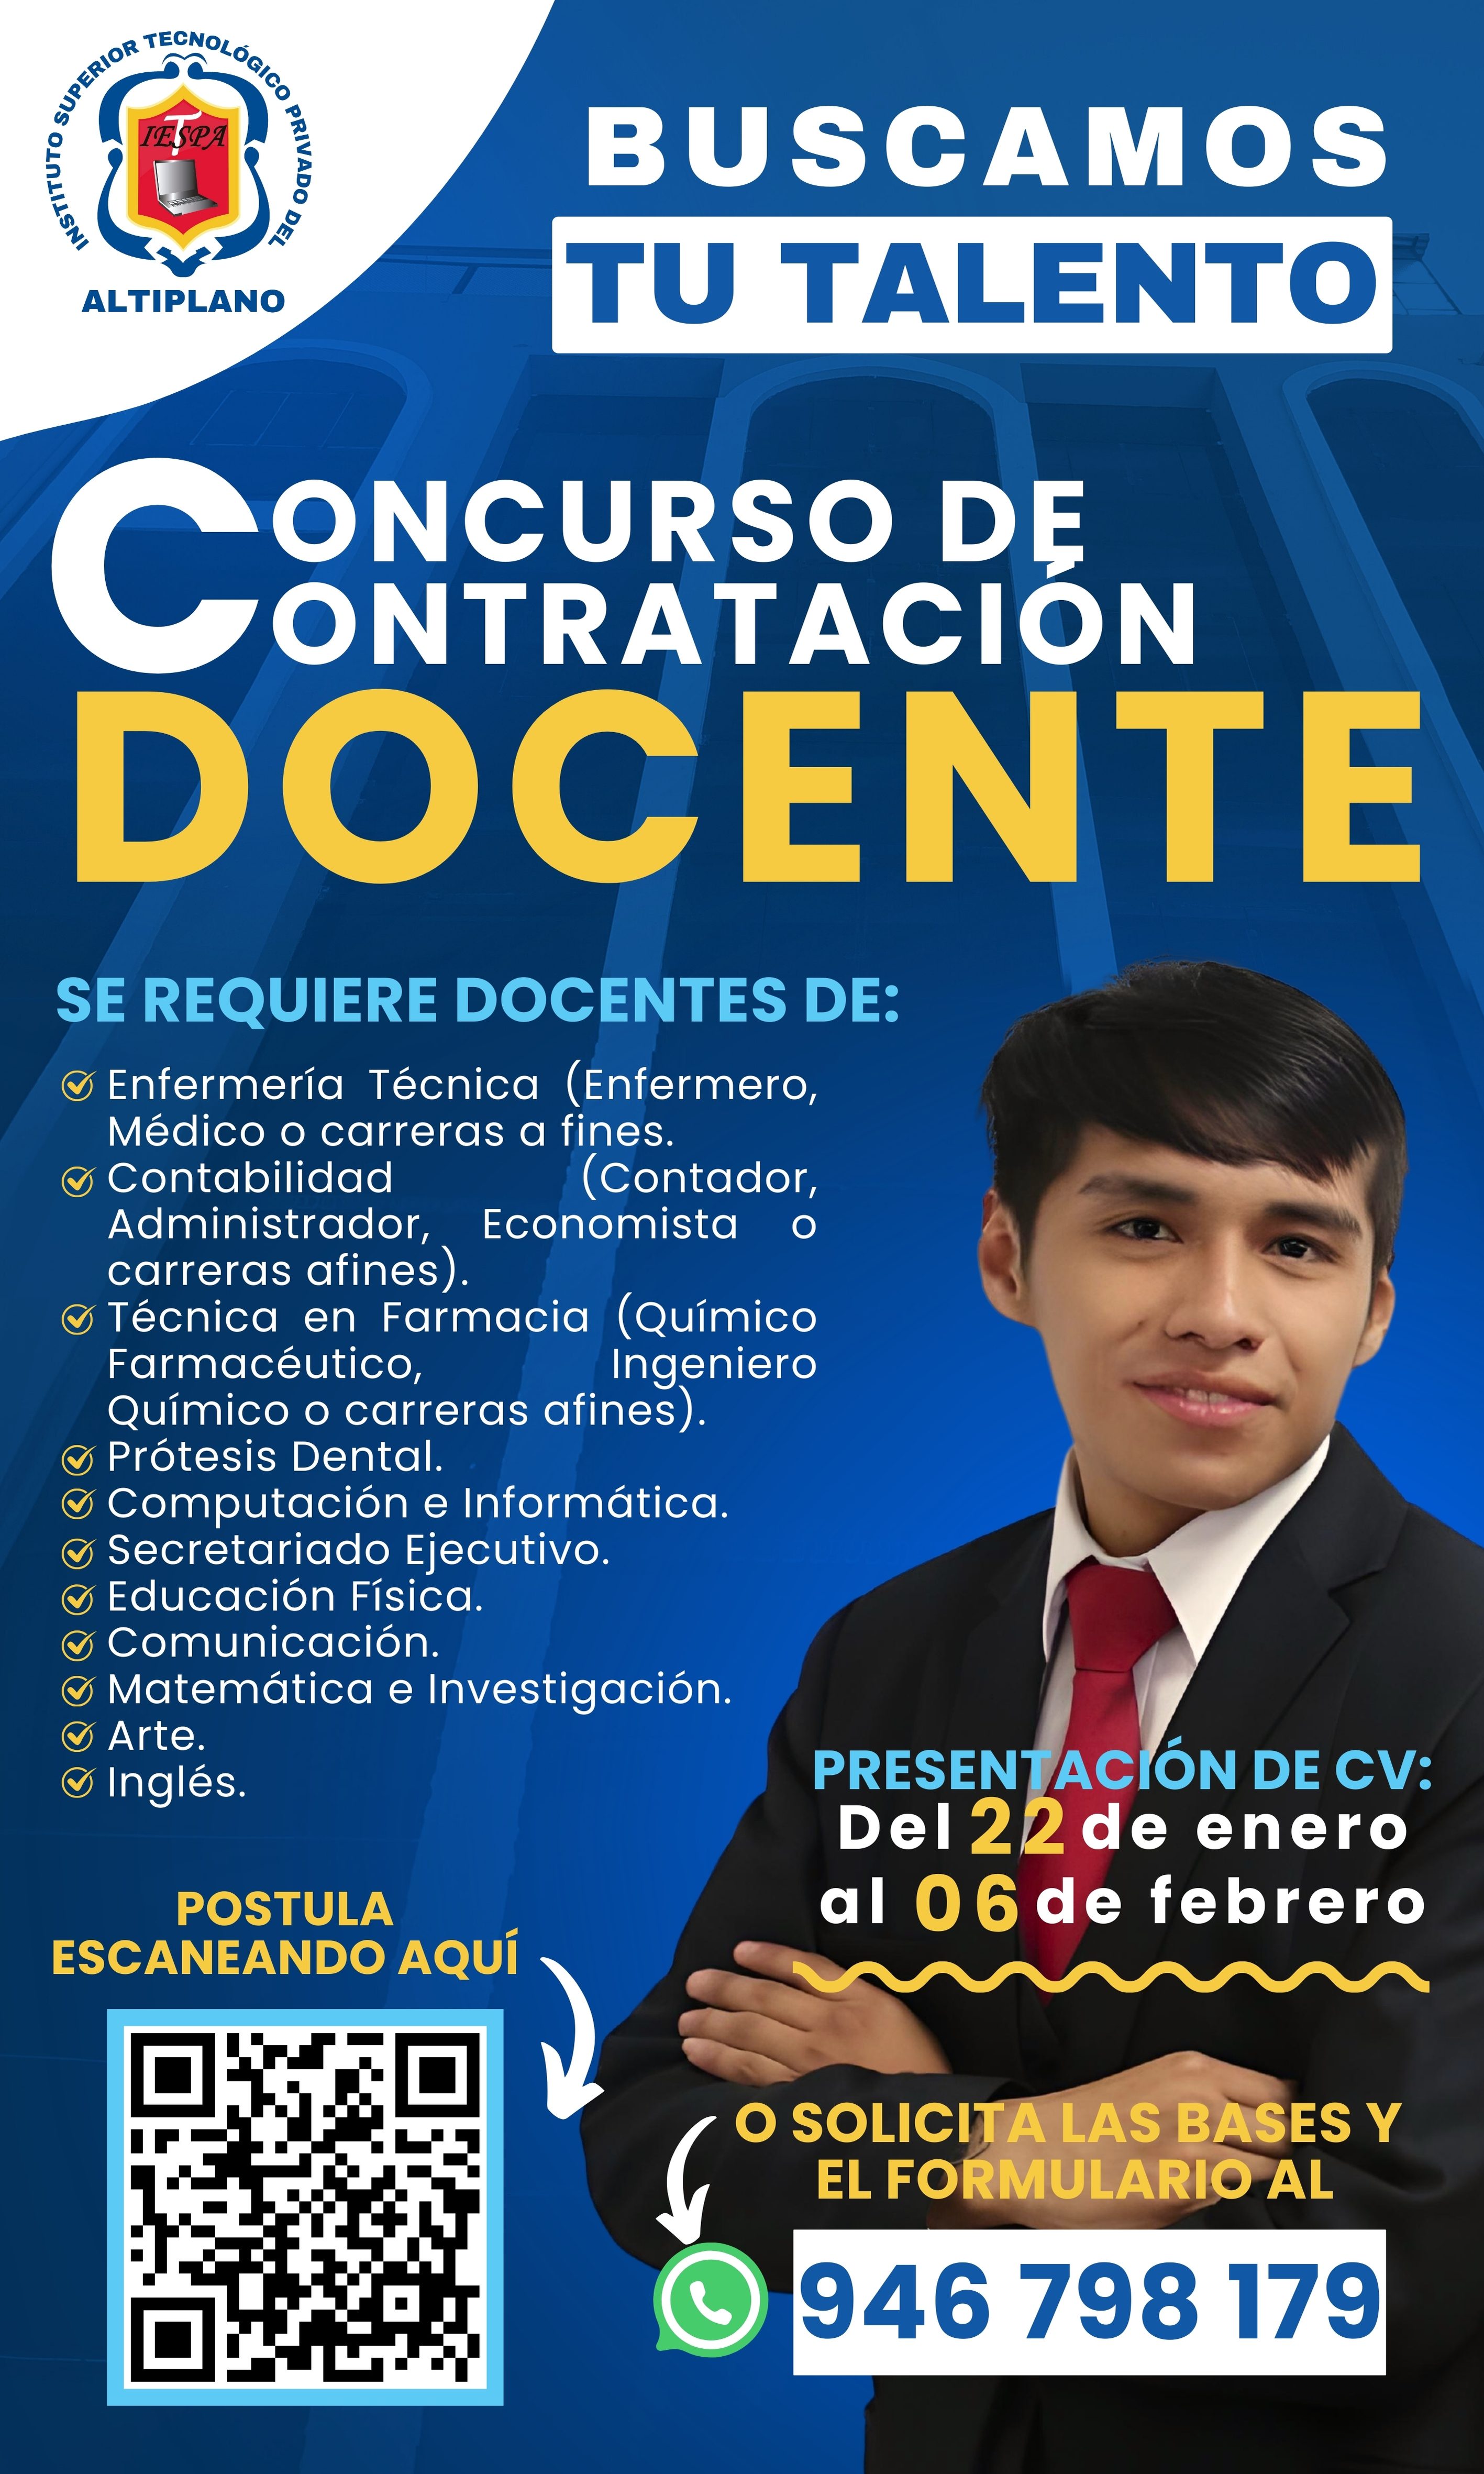 INSTITUTO SUPERIOR TECNOLÓGICO PRIVADO DEL
IESTPA
ALTIPLANO
BUSCAMOS
TU TALENTO
CONCURSO DE
CONTRATACIÓN
DOCENTE
SE REQUIERE DOCENTES DE:
Enfermería Técnica (Enfermero,
Médico o carreras a fines.
Contabilidad (Contador,
Administrador, Economista o
carreras afines).
Técnica en Farmacia (Químico
Farmacéutico, Ingeniero
Químico o carreras afines).
Prótesis Dental.
Computación e Informática.
Secretariado Ejecutivo.
Educación Física.
Comunicación.
Matemática e Investigación.
Arte.
Inglés.
PRESENTACIÓN DE CV:
Del 22 de enero
al 06 de febrero
POSTULA
ESCANEANDO AQUÍ
O SOLICITA LAS BASES Y
EL FORMULARIO AL
946 798 179